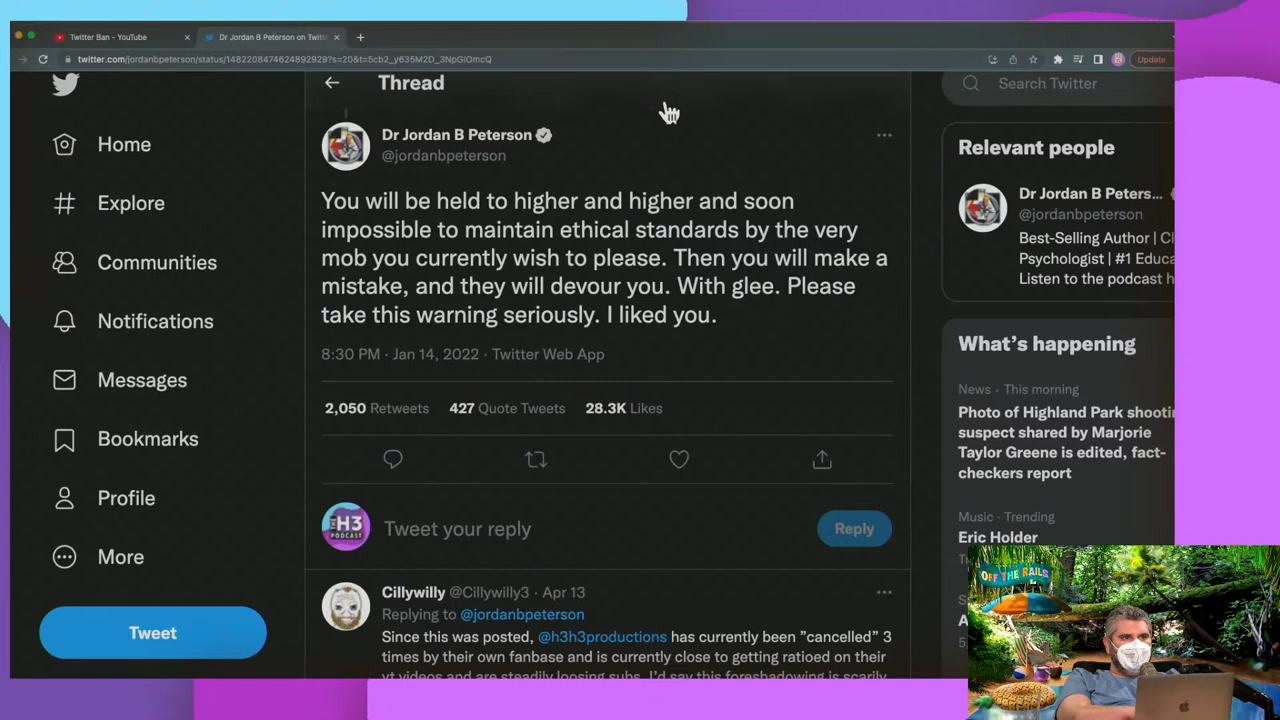 Twitter Ban - YouTube
Dr Jordan B Peterson on Twitt
twitter.com/jordanbpeterson/status/1482208474624892929?s=20&t=5cb2_y635M2D_3NpGlOmcQ
Update
Thread
Search Twitter
Home
Explore
Communities
Notifications
Messages
Bookmarks
Profile
More
Tweet
Dr Jordan B Peterson
@jordanbpeterson
You will be held to higher and higher and soon
impossible to maintain ethical standards by the very
mob you currently wish to please. Then you will make a
mistake, and they will devour you. With glee. Please
take this warning seriously. I liked you.
8:30 PM · Jan 14, 2022 · Twitter Web App
2,050 Retweets 427 Quote Tweets 28.3K Likes
H3
PODCAST
Tweet your reply
Reply
Cillywilly @Cillywilly3 · Apr 13
Replying to @jordanbpeterson
Since this was posted, @h3h3productions has currently been "cancelled" 3
times by their own fanbase and is currently close to getting ratioed on their
yt videos and are steadily loosing subs. I'd say this foreshadowing is scarily
Relevant people
Dr Jordan B Peters...
@jordanbpeterson
Best-Selling Author | Cl
Psychologist | #1 Educa
Listen to the podcast h
What's happening
News · This morning
Photo of Highland Park shootin
suspect shared by Marjorie
Taylor Greene is edited, fact-
checkers report
Music · Trending
Eric Holder
OFF THE RAILS